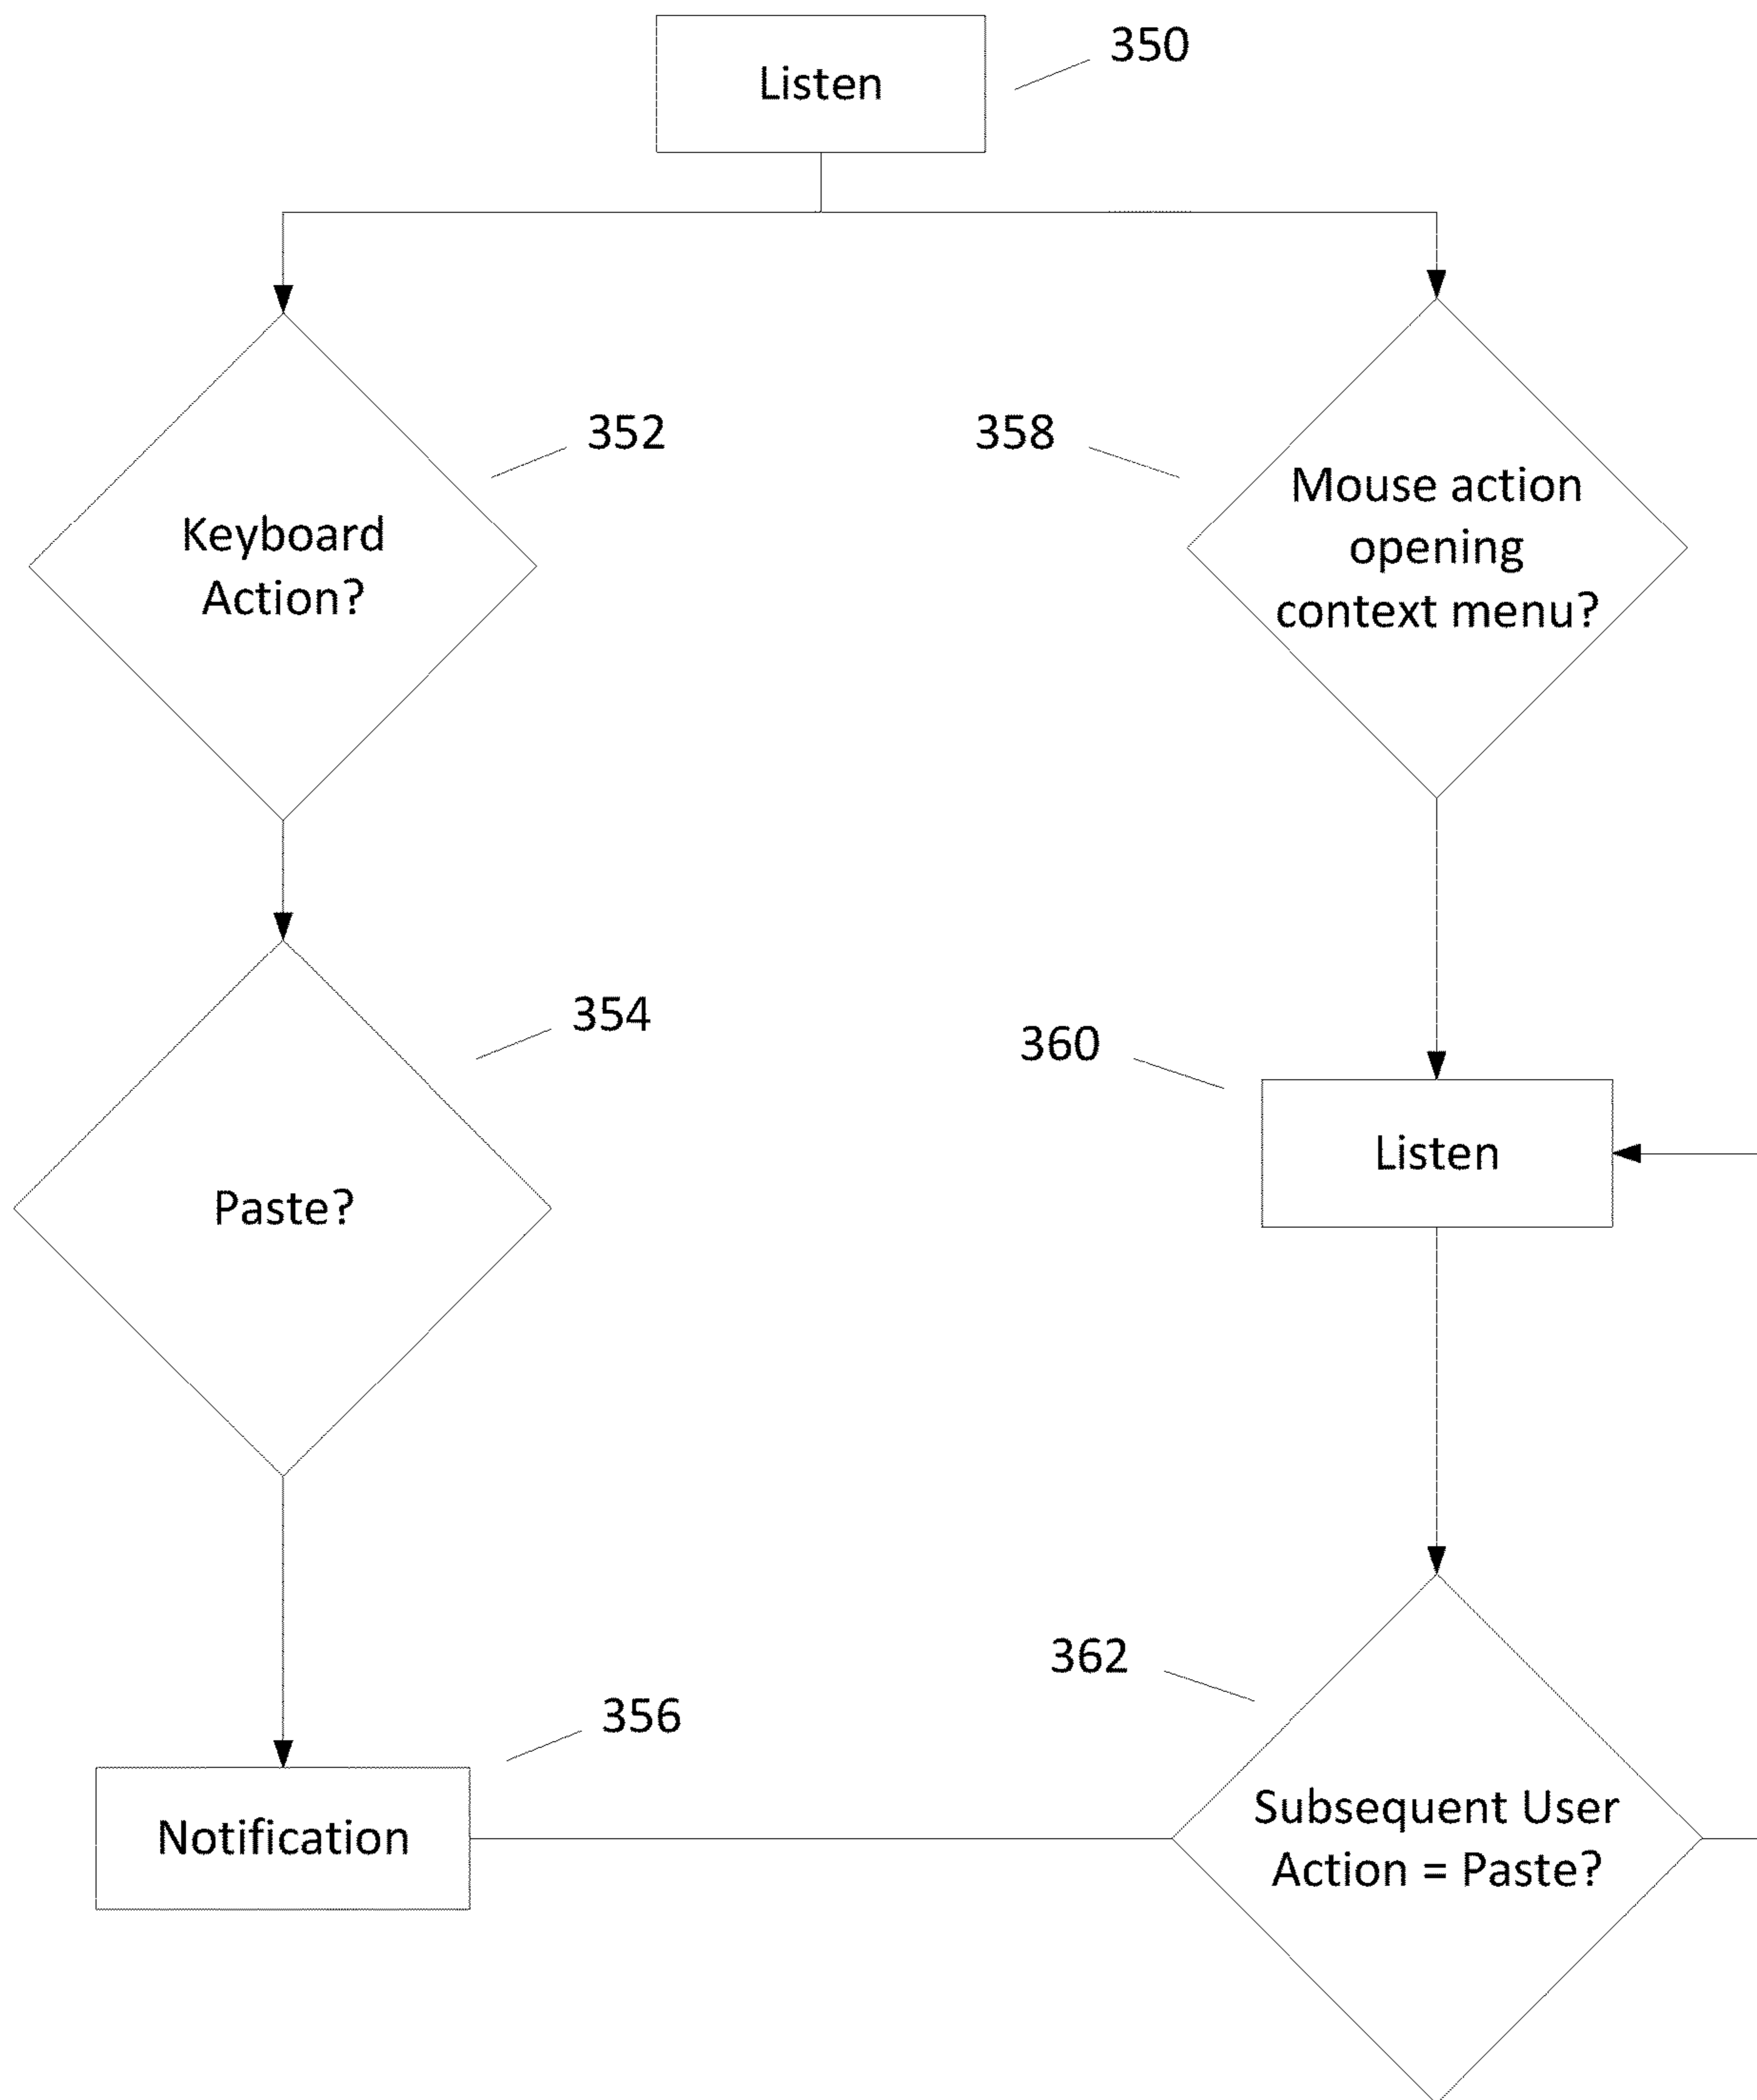 Listen
350
352
Keyboard
Action?
358
Mouse action
opening
context menu?
354
Paste?
360
Listen
356
Notification
362
Subsequent User
Action = Paste?